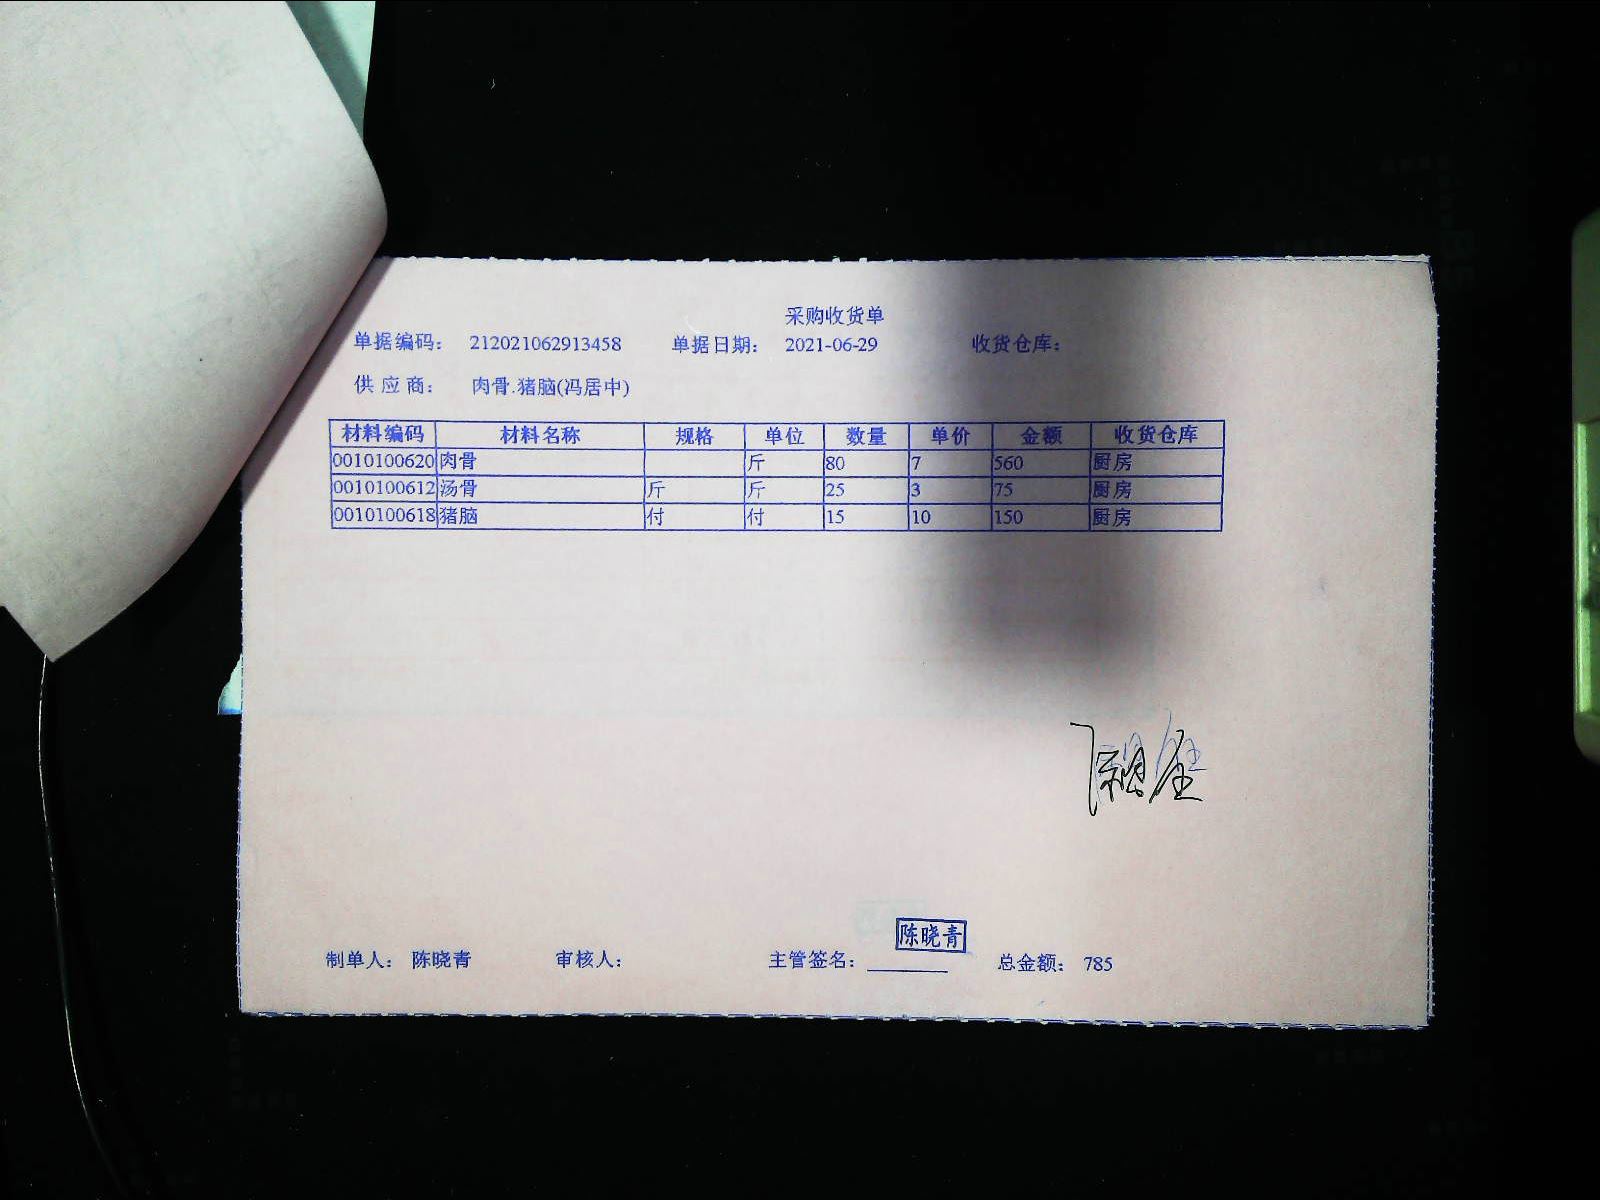 采购收货单
单据编码： 212021062913458 单据日期： 2021-06-29 收货仓库：
供应商： 肉骨.猪脑(冯居中)
材料编码 材料名称 规格 单位 数量 单价 金额 收货仓库
0010100620 肉骨 斤 80 7 560 厨房
0010100612 汤骨 斤 斤 25 3 75 厨房
0010100618 猪脑 付 付 15 10 150 厨房
陈晓青
制单人： 陈晓青 审核人： 主管签名： 总金额： 785